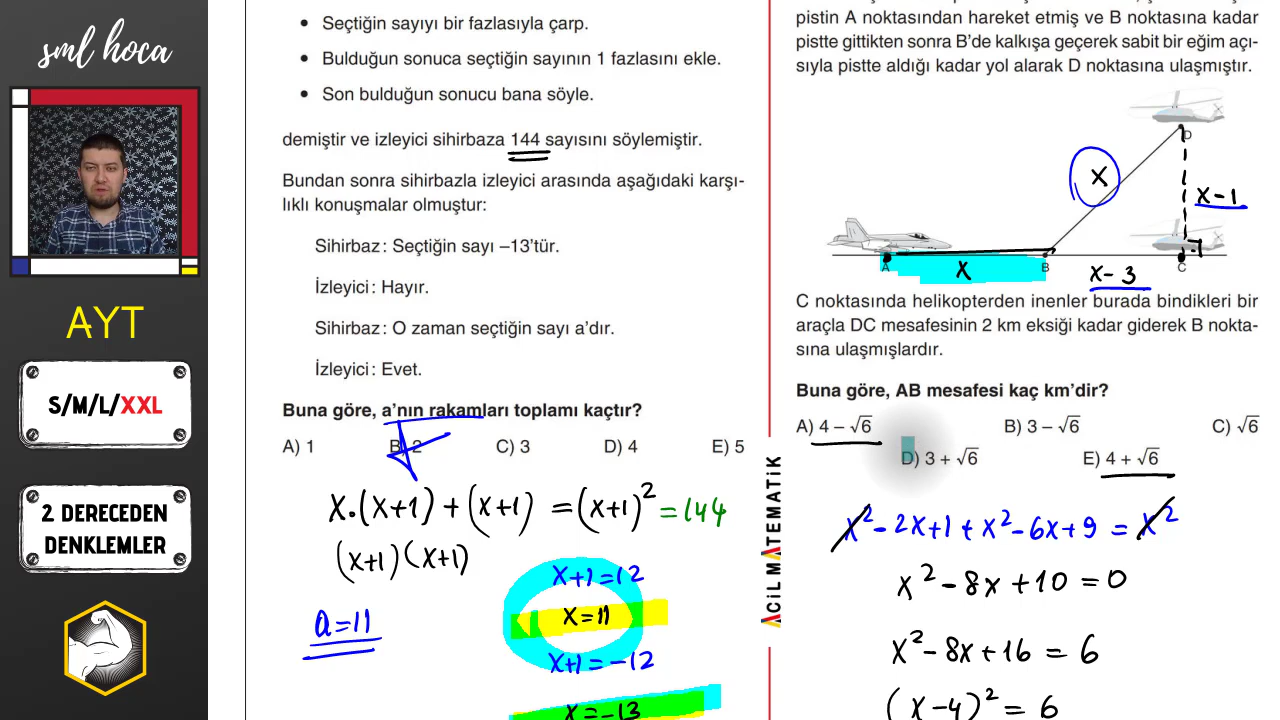 sml hoca
AYT
S/M/L/XXL
2. DERECEDEN
DENKLEMLER
• Seçtiğin sayıyı bir fazlasıyla çarp.
• Bulduğun sonuca seçtiğin sayının 1 fazlasını ekle.
• Son bulduğun sonucu bana söyle.
demiştir ve izleyici sihirbaza 144 sayısını söylemiştir.
Bundan sonra sihirbazla izleyici arasında aşağıdaki karşı-
lıklı konuşmalar olmuştur:
Sihirbaz : Seçtiğin sayı –13'tür.
İzleyici : Hayır.
Sihirbaz : O zaman seçtiğin sayı a'dır.
İzleyici : Evet.
Buna göre, a'nın rakamları toplamı kaçtır?
A) 1 B) 2 C) 3 D) 4 E) 5
x.(x+1) + (x+1) = (x+1)² = 144
(x+1)(x+1)
x+1=12
x=11
a=11
x+1=-12
x=-13
AÇILMATEMATİK
pistin A noktasından hareket etmiş ve B noktasına kadar
pistte gittikten sonra B'de kalkışa geçerek sabit bir eğim açı-
sıyla pistte aldığı kadar yol alarak D noktasına ulaşmıştır.
D
x
x-1
A
x
B
x-3
C
C noktasında helikopterden inenler burada bindikleri bir
araçla DC mesafesinin 2 km eksiği kadar giderek B nokta-
sına ulaşmışlardır.
Buna göre, AB mesafesi kaç km'dir?
A) 4 – √6 B) 3 – √6 C) √6
D) 3 + √6 E) 4 + √6
x² - 2x+1 + x² - 6x+9 = x²
x² - 8x + 10 = 0
x² - 8x + 16 = 6
(x-4)² = 6